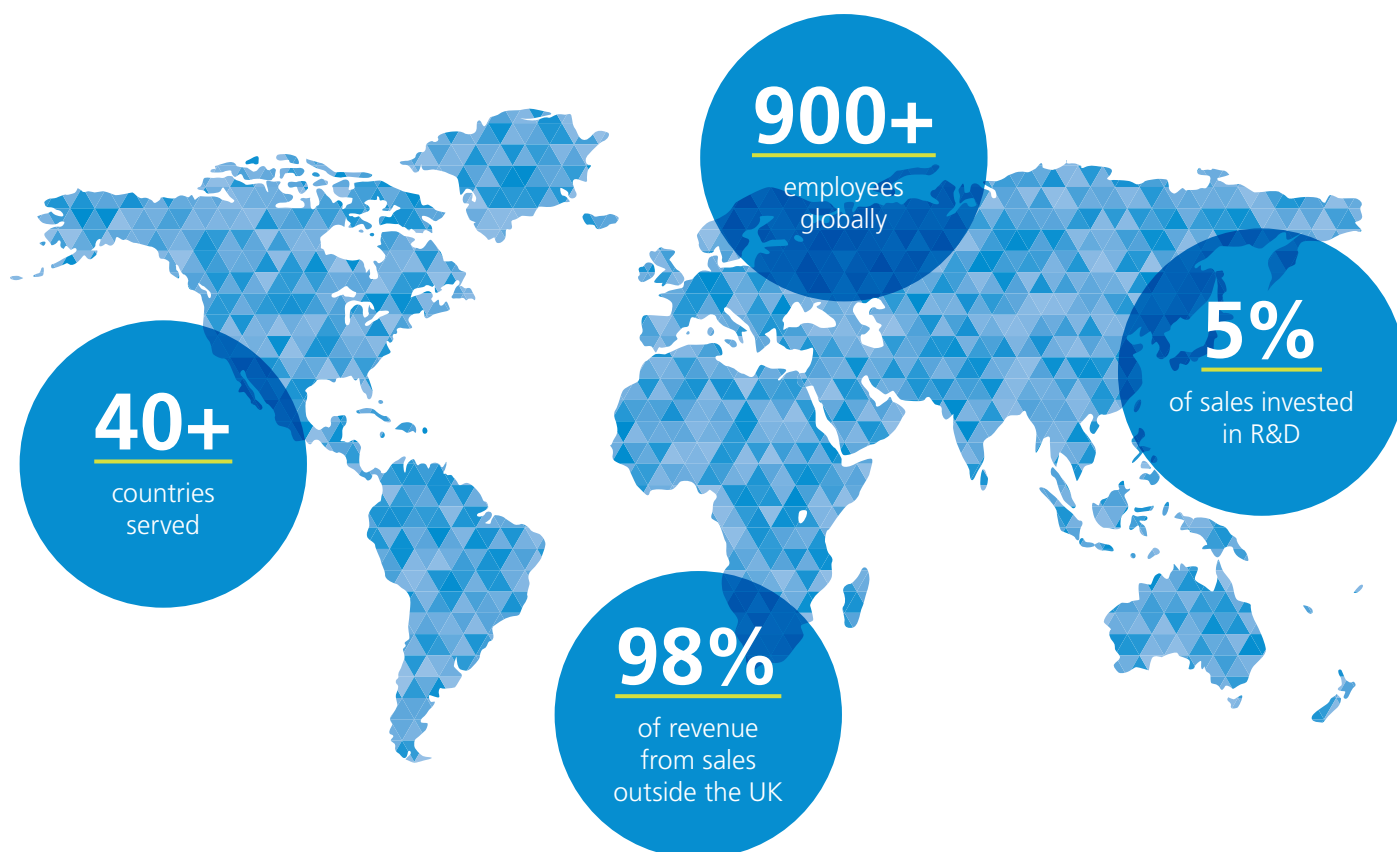 900+
employees
globally
5%
of sales invested
in R&D
40+
countries
served
98%
of revenue
from sales
outside the UK